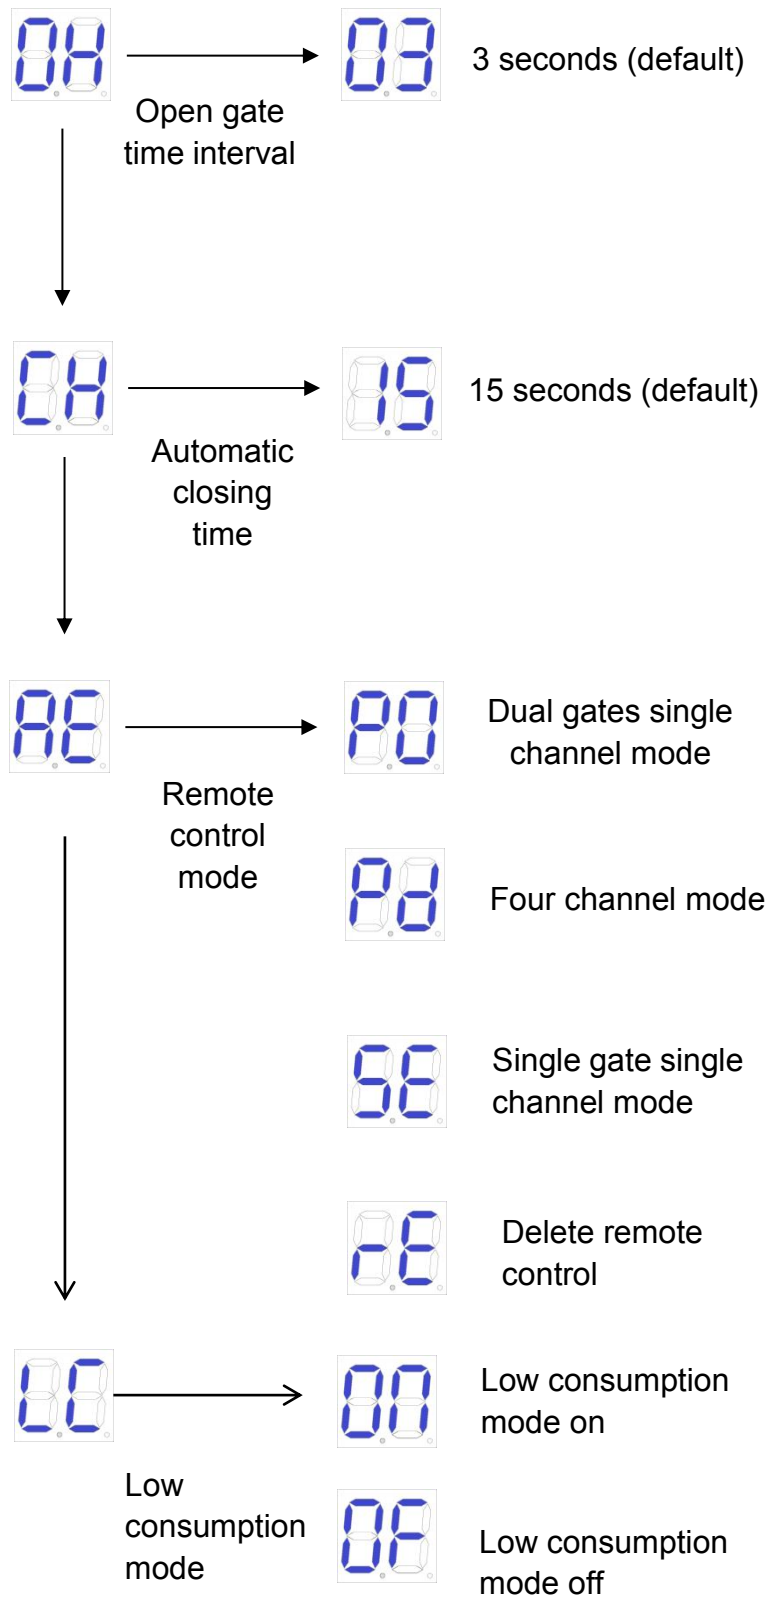 OH
03
3 seconds (default)
Open gate
time interval
CH
15
15 seconds (default)
Automatic
closing
time
AE
PO
Dual gates single
channel mode
Remote
control
mode
Pd
Four channel mode
SE
Single gate single
channel mode
rE
Delete remote
control
LC
ON
Low consumption
mode on
Low
consumption
mode
OF
Low consumption
mode off